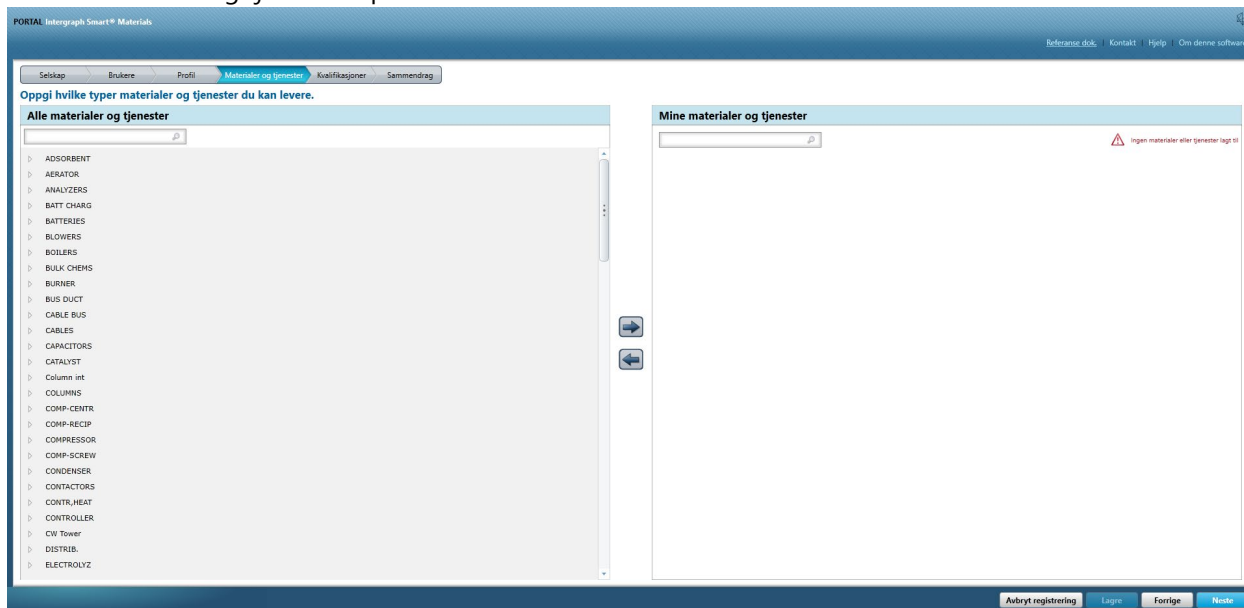 PORTAL Intergraph Smart® Materials
Referanse dok. | Kontakt | Hjelp | Om denne softwar
Selskap Brukere Profil Materialer og tjenester Kvalifikasjoner Sammendrag
Oppgi hvilke typer materialer og tjenester du kan levere.
Alle materialer og tjenester
ADSORBENT
AERATOR
ANALYZERS
BATT CHARG
BATTERIES
BLOWERS
BOILERS
BULK CHEMS
BURNER
BUS DUCT
CABLE BUS
CABLES
CAPACITORS
CATALYST
Column int
COLUMNS
COMP-CENTR
COMP-RECIP
COMPRESSOR
COMP-SCREW
CONDENSER
CONTACTORS
CONTR,HEAT
CONTROLLER
CW Tower
DISTRIB.
ELECTROLYZ
Mine materialer og tjenester
Ingen materialer eller tjenester lagt til
Avbryt registrering Lagre Forrige Neste